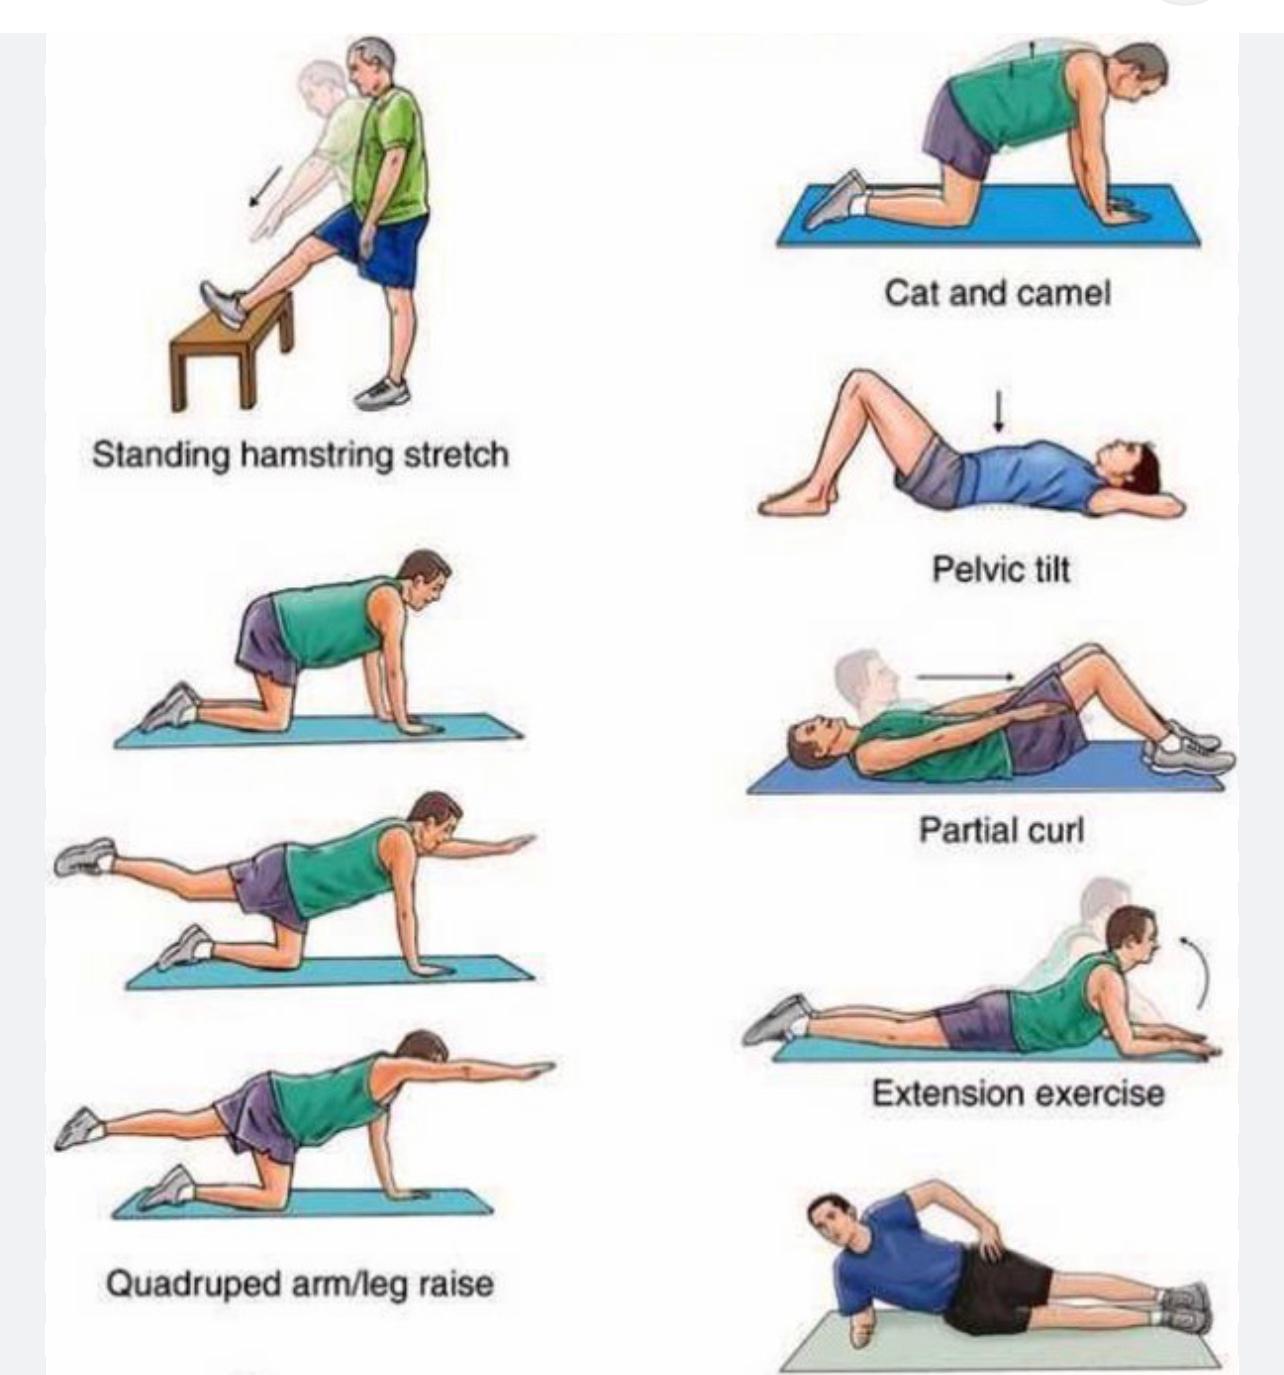 Standing hamstring stretch
Cat and camel
Pelvic tilt
Partial curl
Extension exercise
Quadruped arm/leg raise